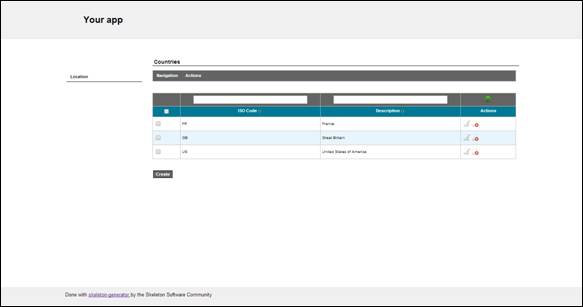 Your app
Countries
Location
Navigation Actions
ISO Code Description Actions
FR France
GB Great Britain
US United States of America
Create
Done with skeleton-generator by the Skeleton Software Community